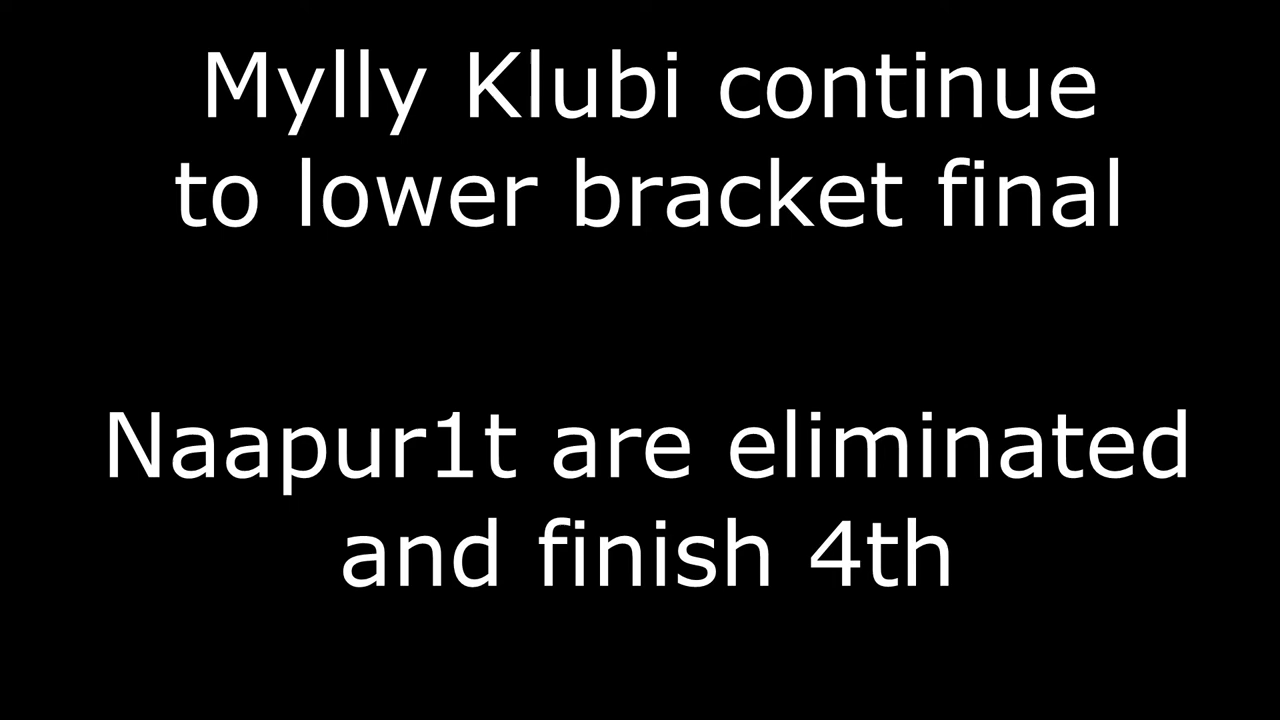 Mylly Klubi continue
to lower bracket final
Naapur1t are eliminated
and finish 4th